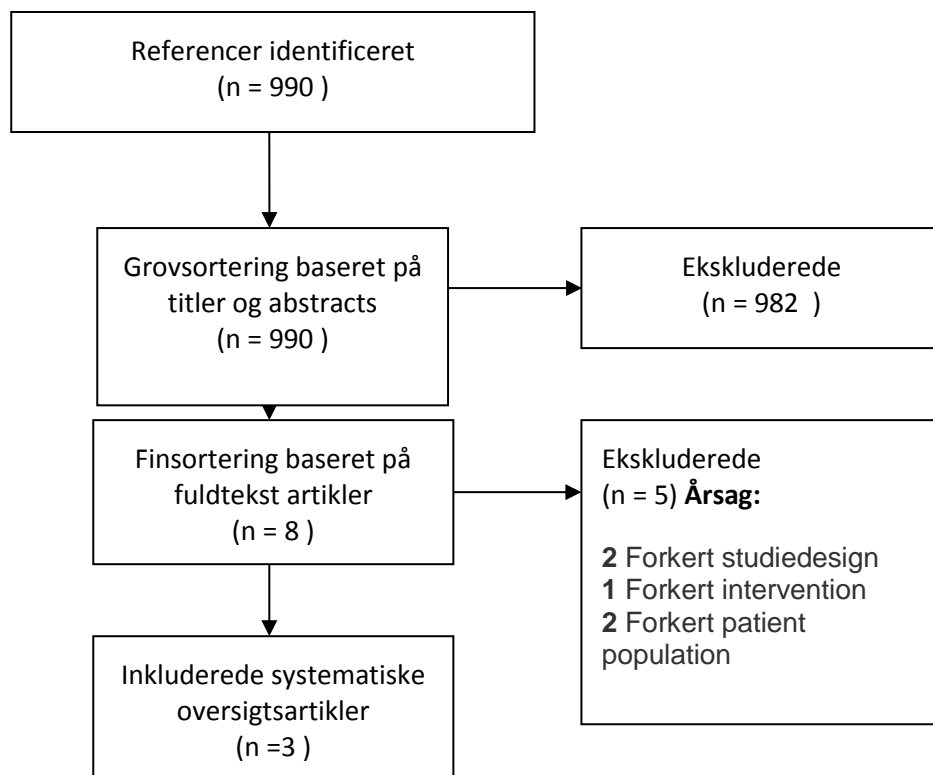 Referencer identificeret
(n = 990 )
Grovsortering baseret på
titler og abstracts
(n = 990 )
Ekskluderede
(n = 982  )
Finsortering baseret på
fuldtekst artikler
(n = 8 )
Ekskluderede
(n = 5) Årsag:
2 Forkert studiedesign
1 Forkert intervention
2 Forkert patient
population
Inkluderede systematiske
oversigtsartikler
(n =3 )